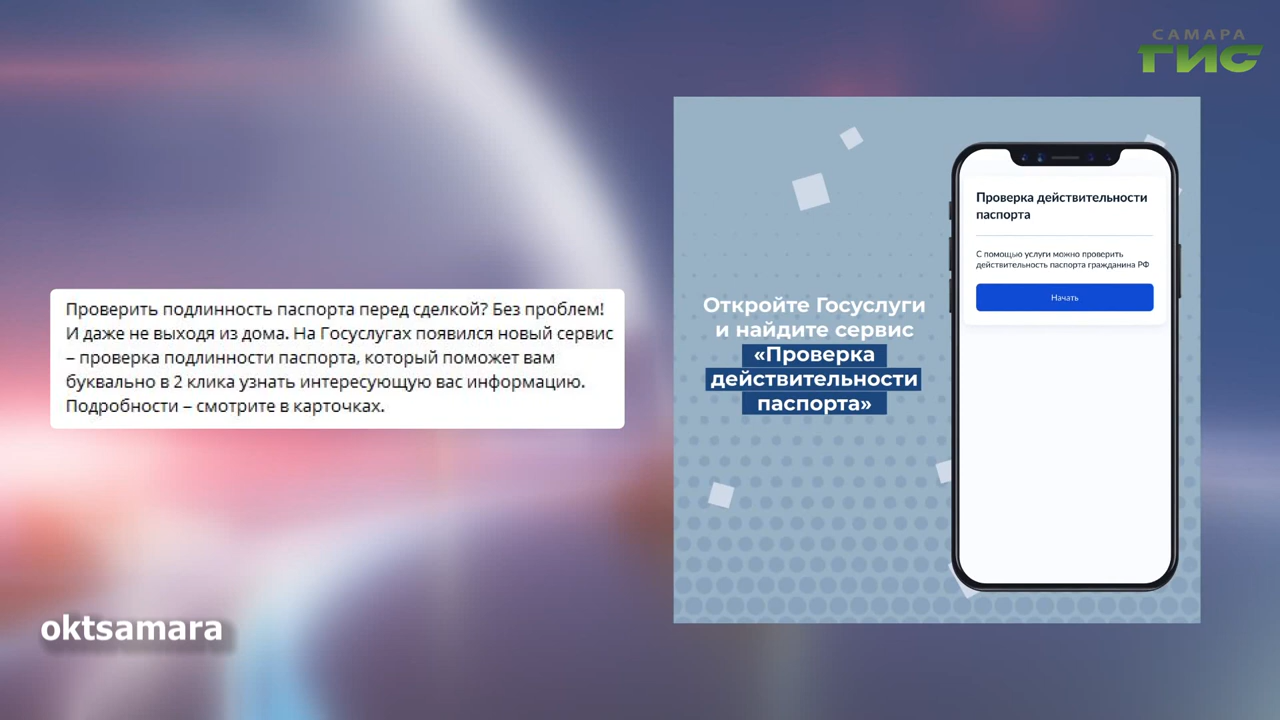 САМАРА
ГИС
Проверить подлинность паспорта перед сделкой? Без проблем!
И даже не выходя из дома. На Госуслугах появился новый сервис
– проверка подлинности паспорта, который поможет вам
буквально в 2 клика узнать интересующую вас информацию.
Подробности – смотрите в карточках.
Откройте Госуслуги
и найдите сервис
«Проверка
действительности
паспорта»
Проверка действительности
паспорта
С помощью услуги можно проверить
действительность паспорта гражданина РФ
Начать
oktsamara